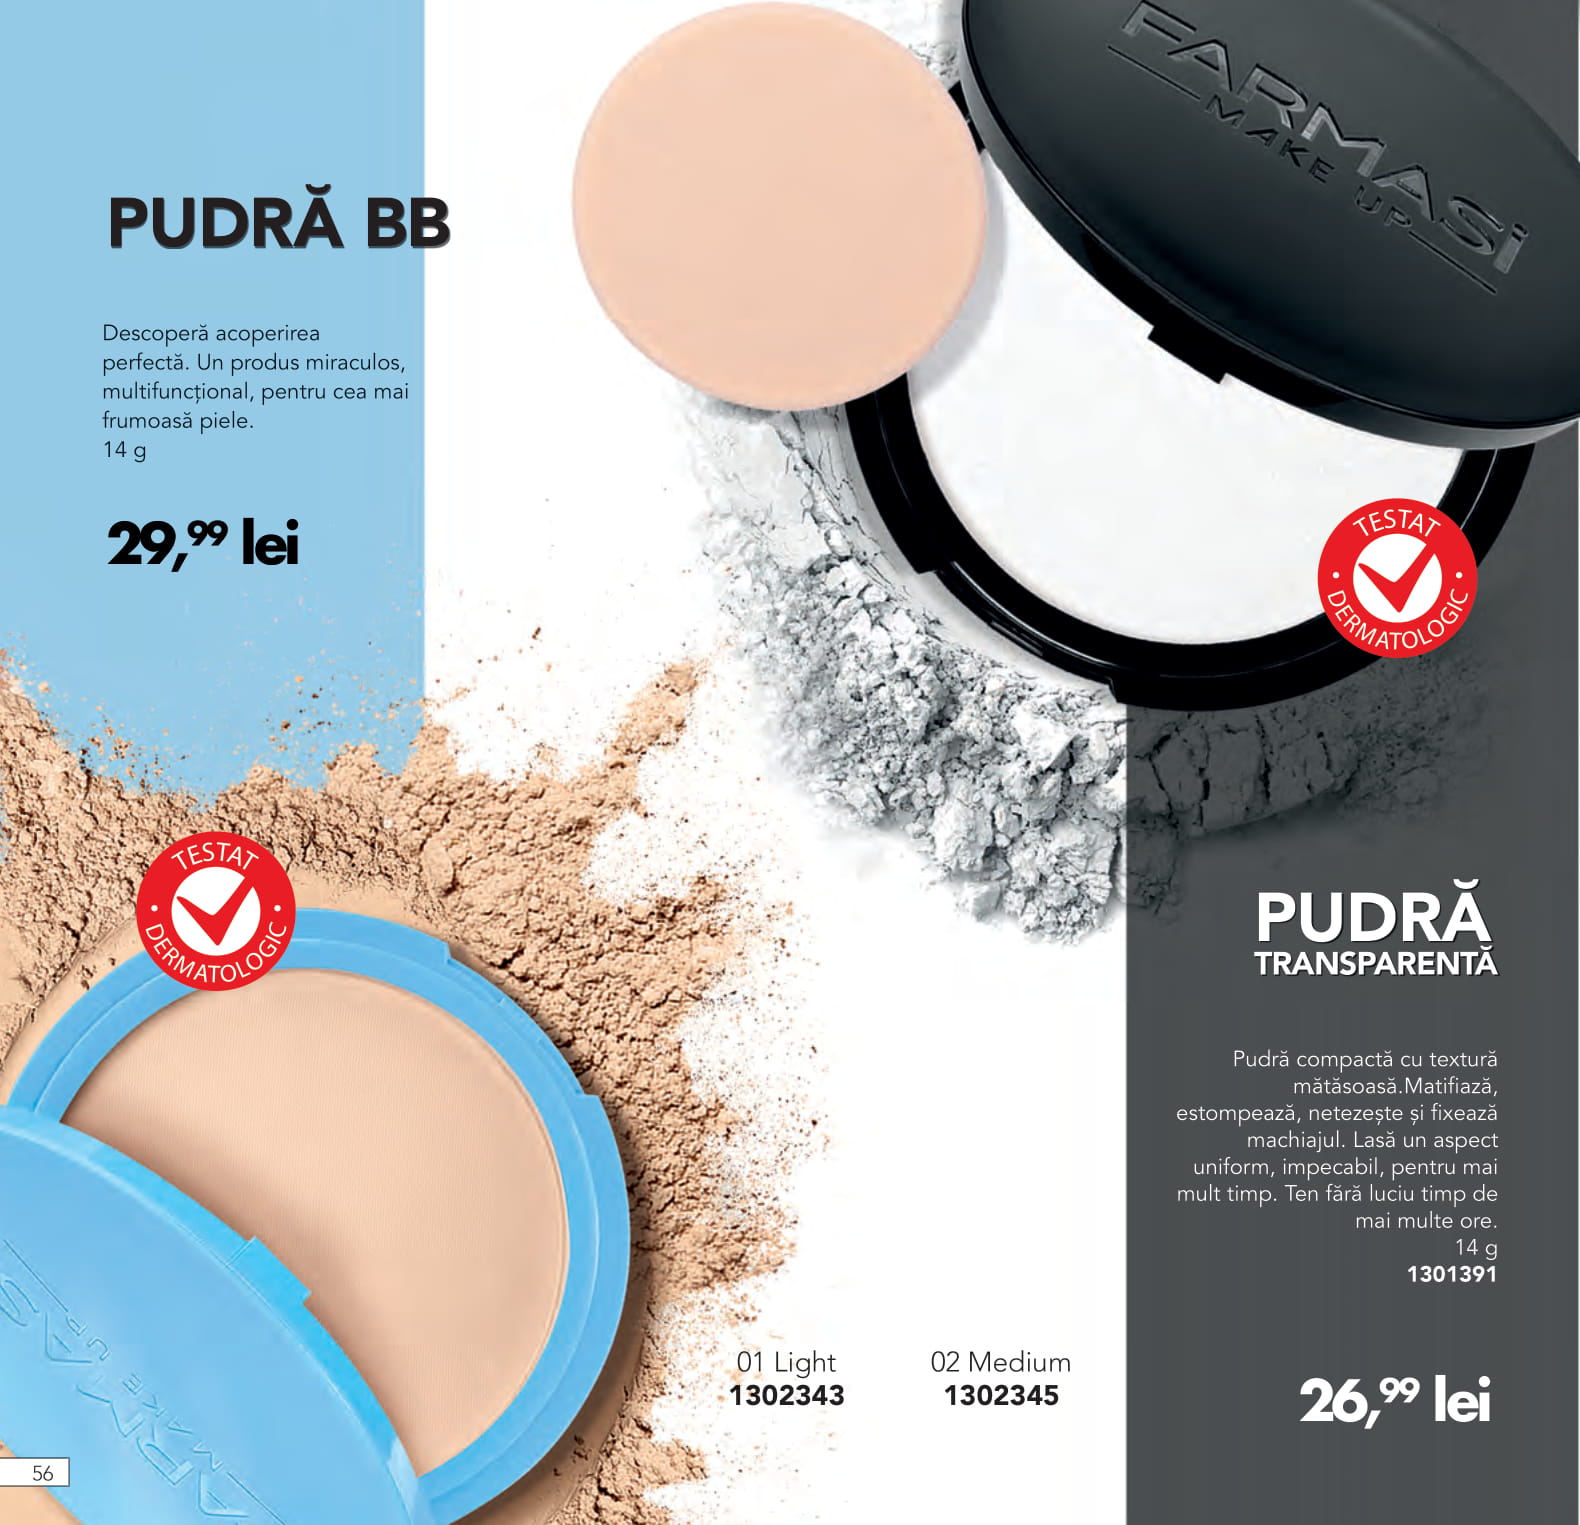 PUDRĂ BB
Descoperă acoperirea
perfectă. Un produs miraculos,
multifuncțional, pentru cea mai
frumoasă piele.
14 g
29,99 lei
FARMASi
MAKE UP
TESTAT
DERMATOLOGIC
TESTAT
DERMATOLOGIC
FARMASi
MAKE UP
PUDRĂ
TRANSPARENTĂ
Pudră compactă cu textură
mătăsoasă.Matifiază,
estompează, netezește și fixează
machiajul. Lasă un aspect
uniform, impecabil, pentru mai
mult timp. Ten fără luciu timp de
mai multe ore.
14 g
1301391
26,99 lei
01 Light
1302343
02 Medium
1302345
56